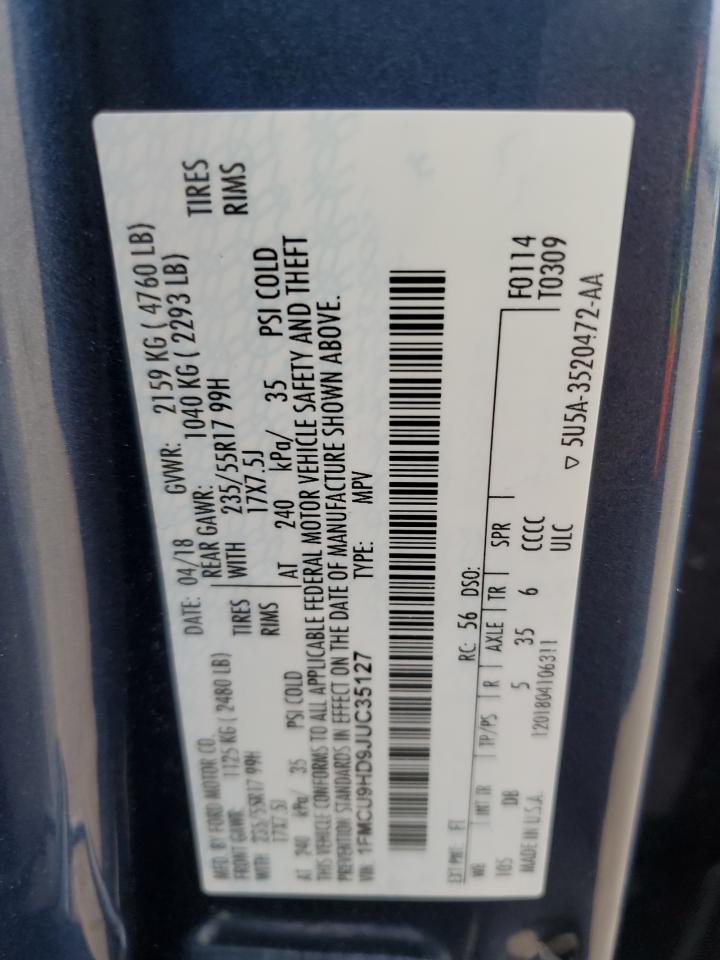 MFD. BY FORD MOTOR CO. DATE: 04/18 GVWR: 2159 KG ( 4760 LB)
FRONT GAWR: 1125 KG ( 2480 LB) REAR GAWR: 1040 KG ( 2293 LB)
WITH 235/55R17 99H TIRES WITH 235/55R17 99H TIRES
17X7.5J RIMS 17X7.5J RIMS
AT 240 kPa/ 35 PSI COLD AT 240 kPa/ 35 PSI COLD
THIS VEHICLE CONFORMS TO ALL APPLICABLE FEDERAL MOTOR VEHICLE SAFETY AND THEFT
PREVENTION STANDARDS IN EFFECT ON THE DATE OF MANUFACTURE SHOWN ABOVE.
VIN: 1FMCU9HD9JUC35127 TYPE: MPV
EXT PNT: FT RC: 56 DSO: F0114
WB INT TR TP/PS R AXLE TR SPR T0309
105 DB 5 35 6 CCCC
MADE IN U.S.A. 1201804106311 ULC
▽ 5U5A-3520472-AA